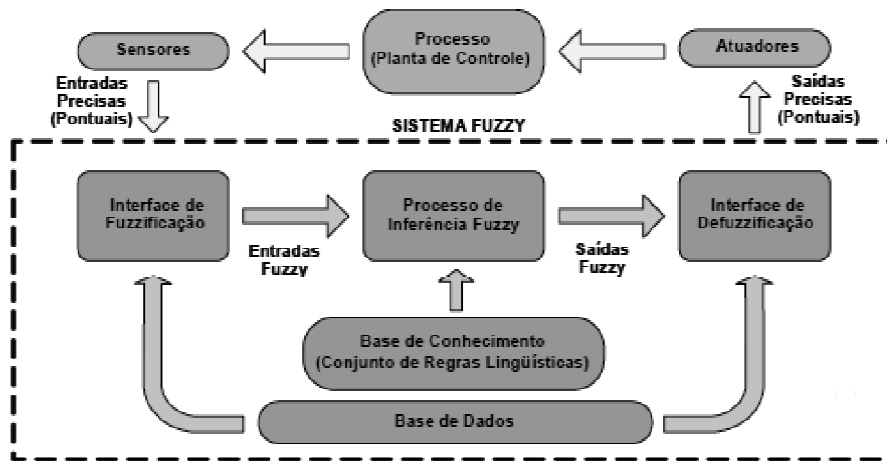 Sensores
Processo
(Planta de Controle)
Atuadores
Entradas
Precisas
(Pontuais)
Saídas
Precisas
(Pontuais)
SISTEMA FUZZY
Interface de
Fuzzificação
Entradas
Fuzzy
Processo de
Inferência Fuzzy
Saídas
Fuzzy
Interface de
Defuzzificação
Base de Conhecimento
(Conjunto de Regras Lingüísticas)
Base de Dados